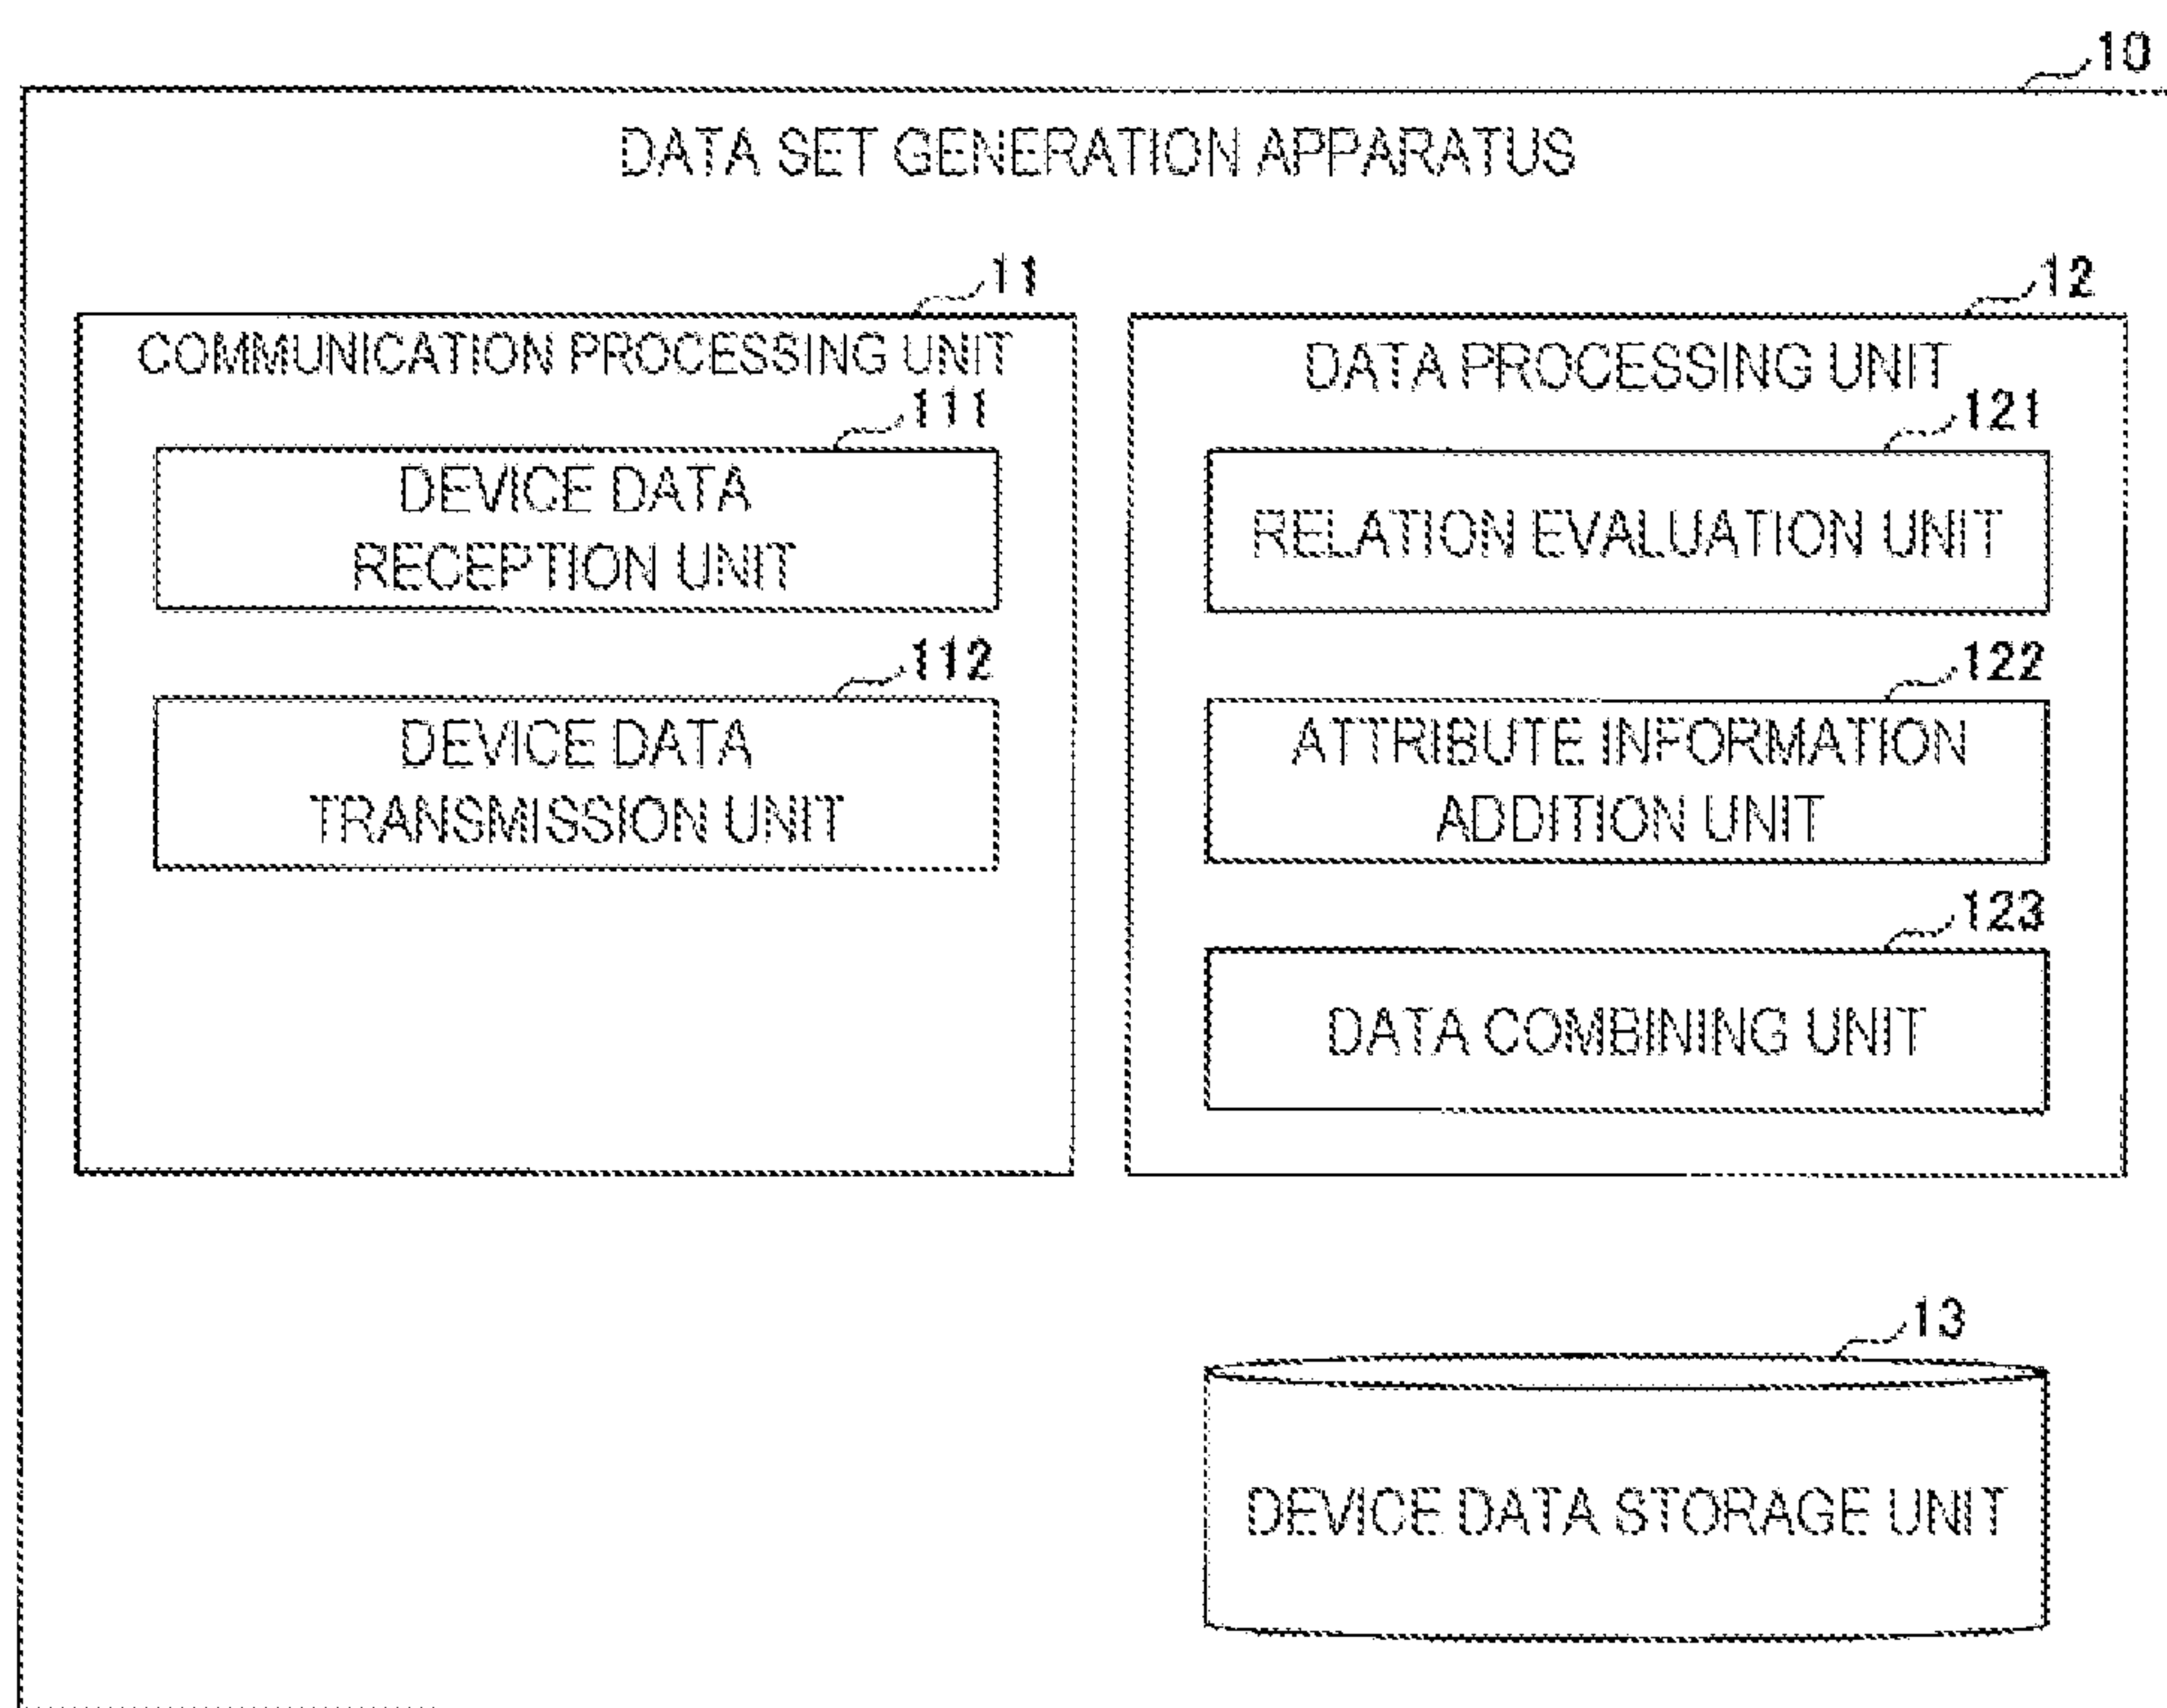 10
DATA SET GENERATION APPARATUS
11
COMMUNICATION PROCESSING UNIT
111
DEVICE DATA
RECEPTION UNIT
112
DEVICE DATA
TRANSMISSION UNIT
12
DATA PROCESSING UNIT
121
RELATION EVALUATION UNIT
122
ATTRIBUTE INFORMATION
ADDITION UNIT
123
DATA COMBINING UNIT
13
DEVICE DATA STORAGE UNIT